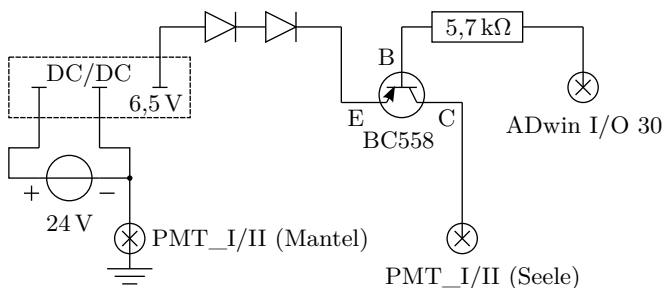 5,7 kΩ
DC/DC
B
6,5 V
E
C
ADwin I/O 30
BC558
+
−
24 V
PMT_I/II (Mantel)
PMT_I/II (Seele)